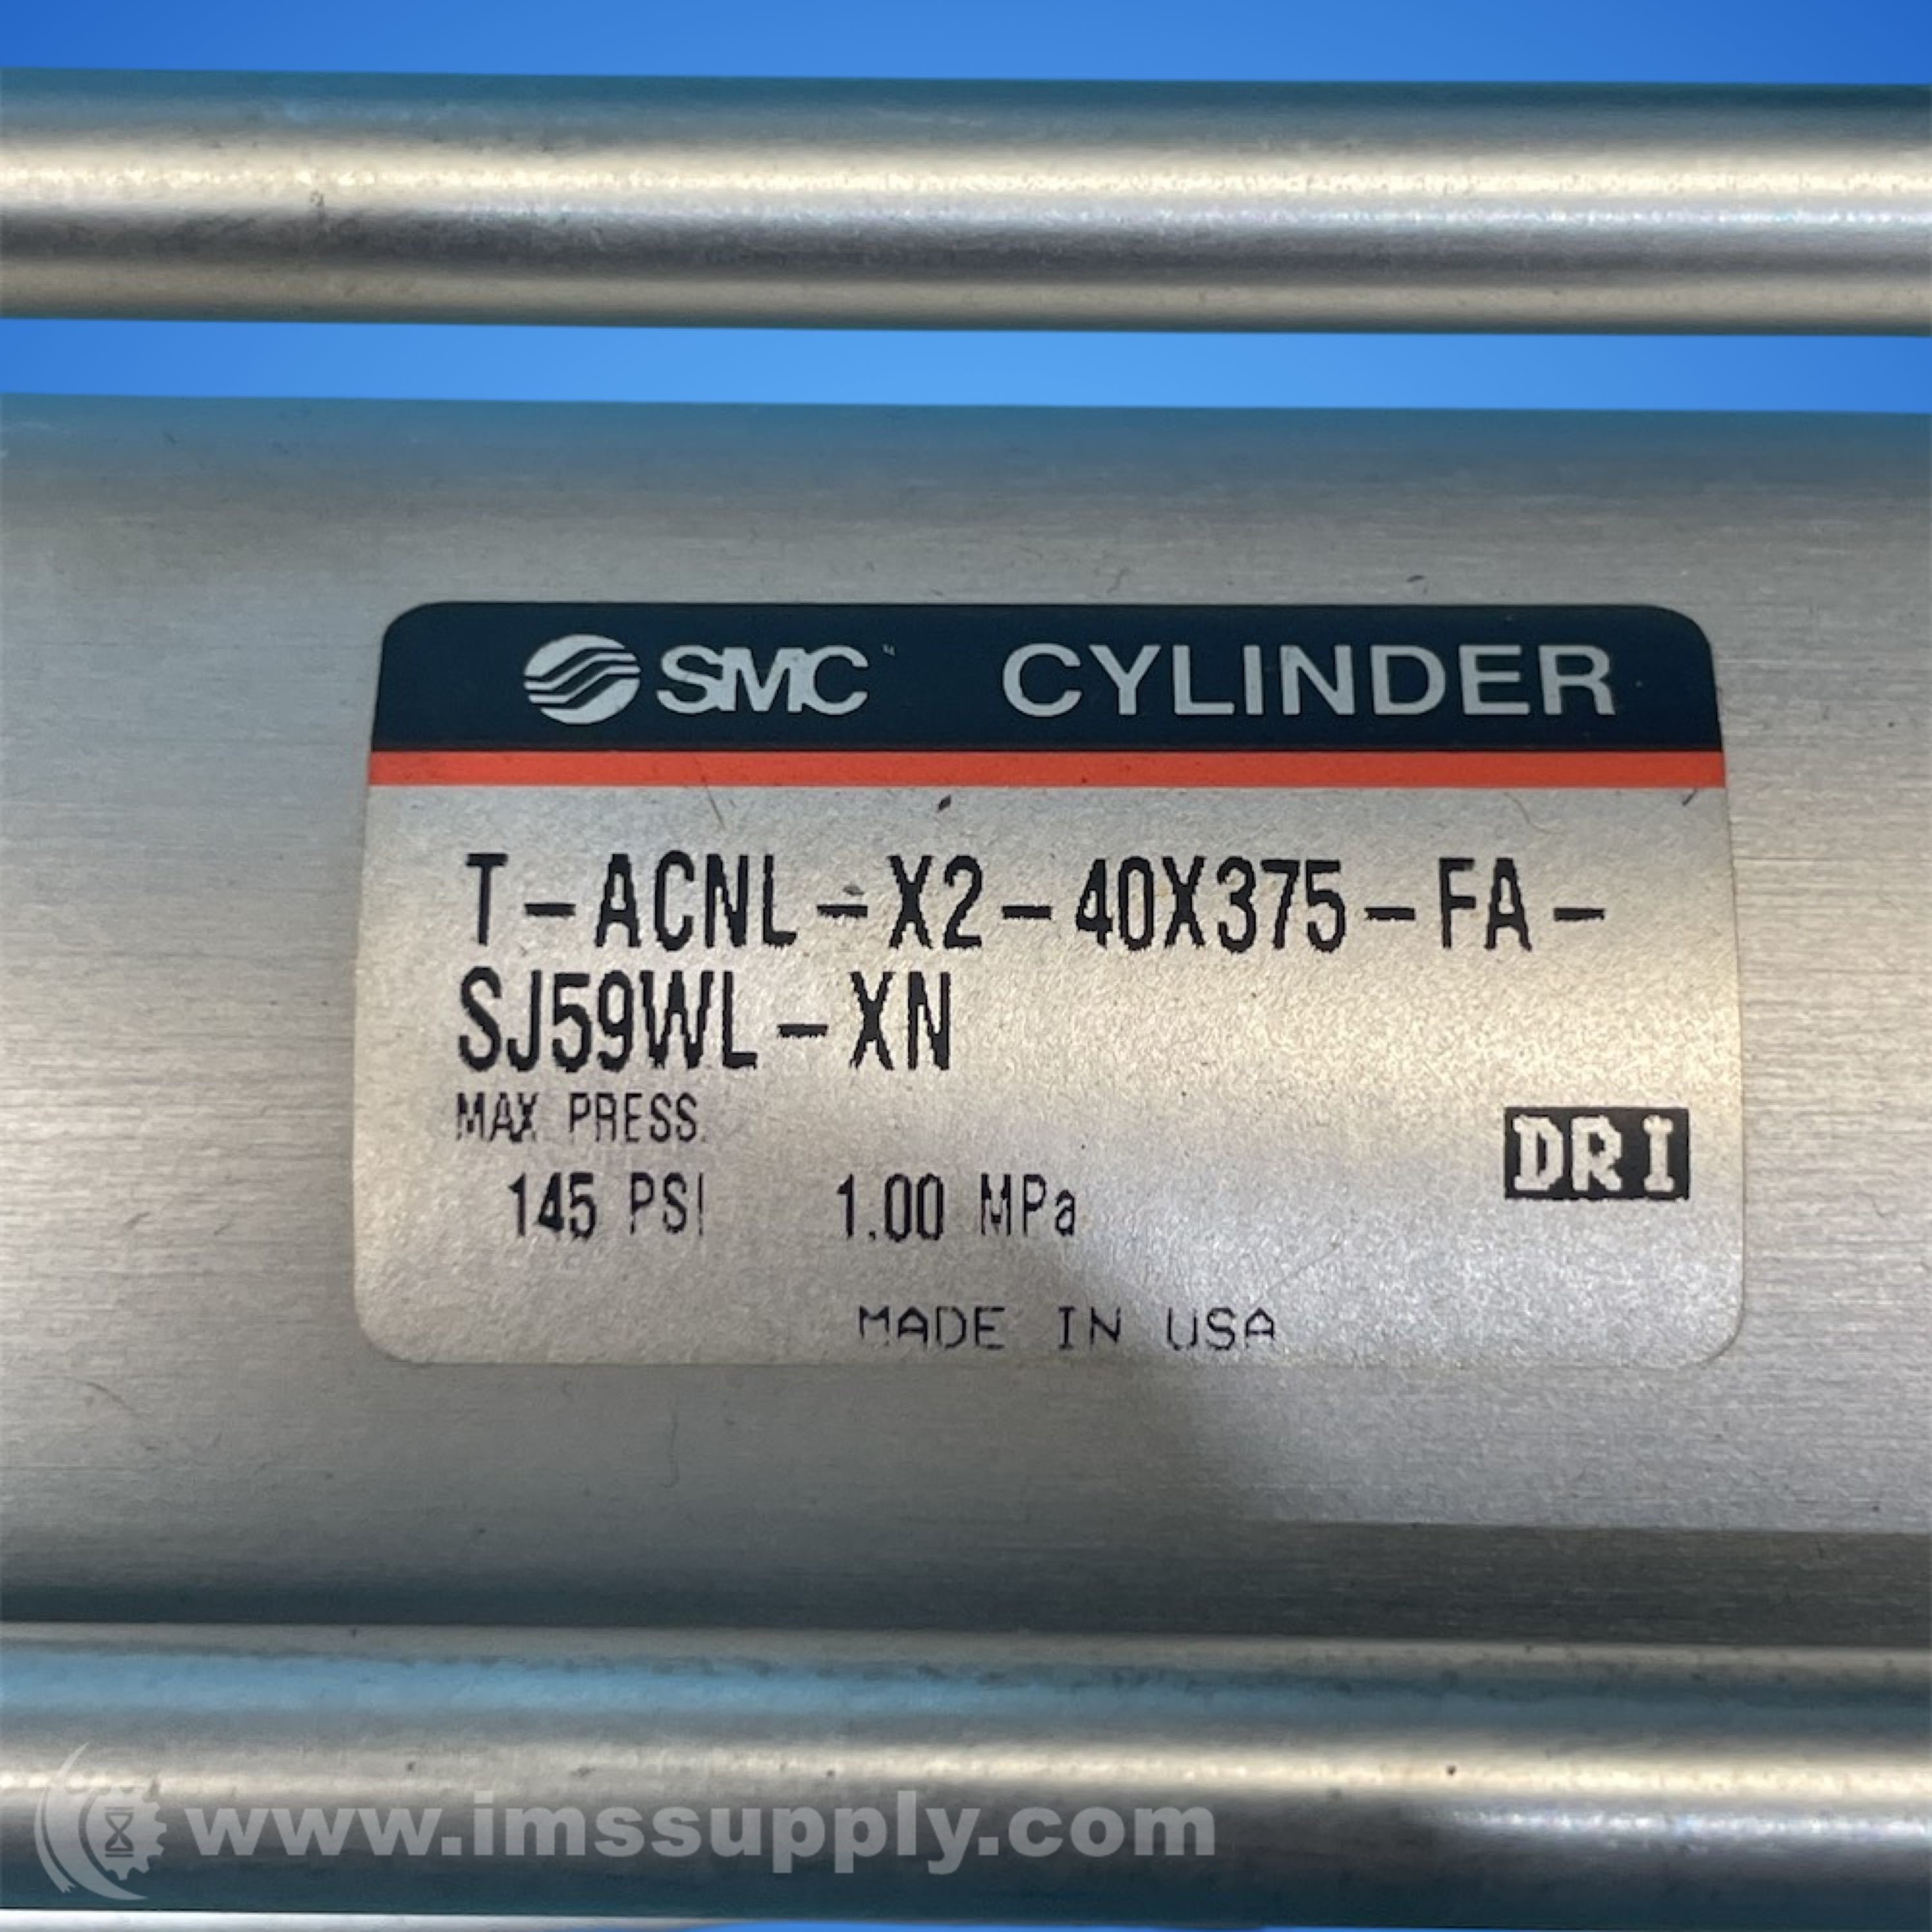 SMC CYLINDER
T-ACNL-X2-40X375-FA-
SJ59WL-XN
MAX PRESS.
145 PSI 1.00 MPa
DRI
MADE IN USA
www.imssupply.com